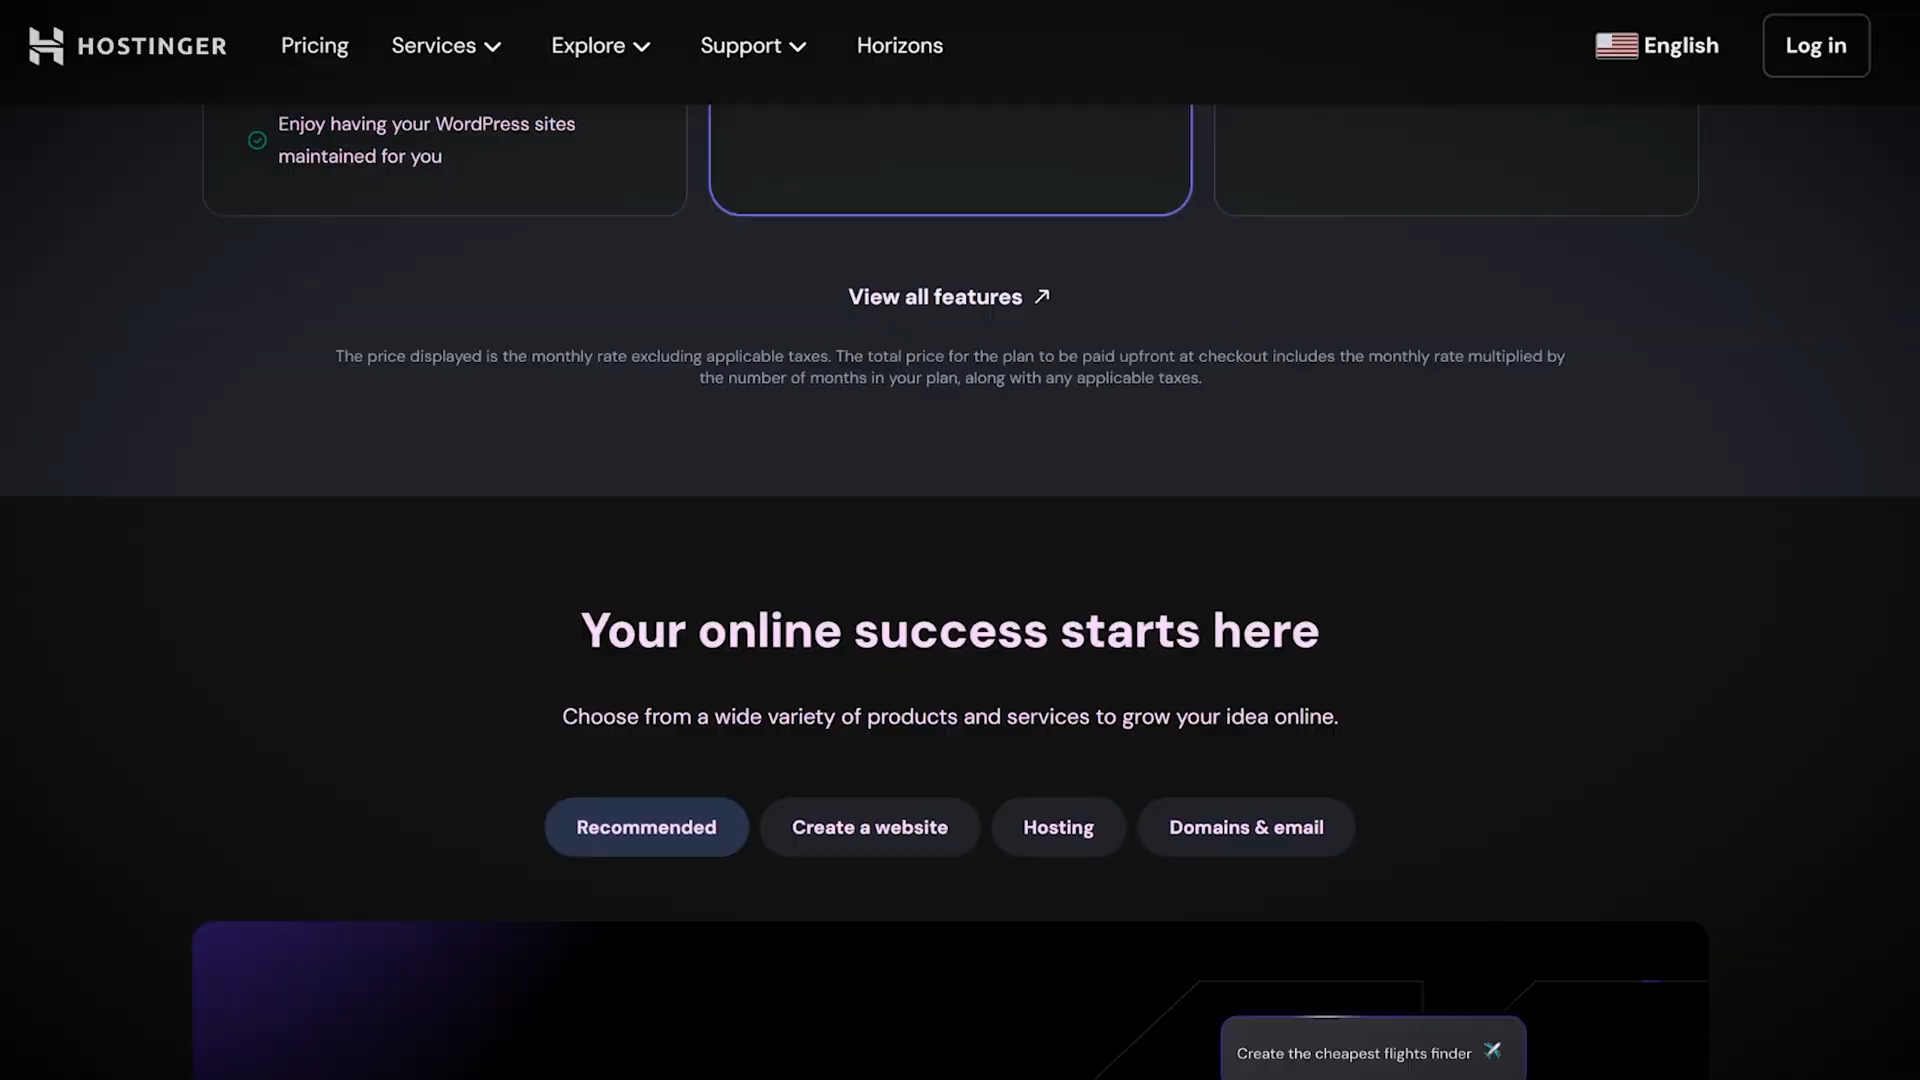 HOSTINGER Pricing Services Explore Support Horizons English Log in
Enjoy having your WordPress sites
maintained for you
View all features
The price displayed is the monthly rate excluding applicable taxes. The total price for the plan to be paid upfront at checkout includes the monthly rate multiplied by
the number of months in your plan, along with any applicable taxes.
Your online success starts here
Choose from a wide variety of products and services to grow your idea online.
Recommended Create a website Hosting Domains & email
Create the cheapest flights finder